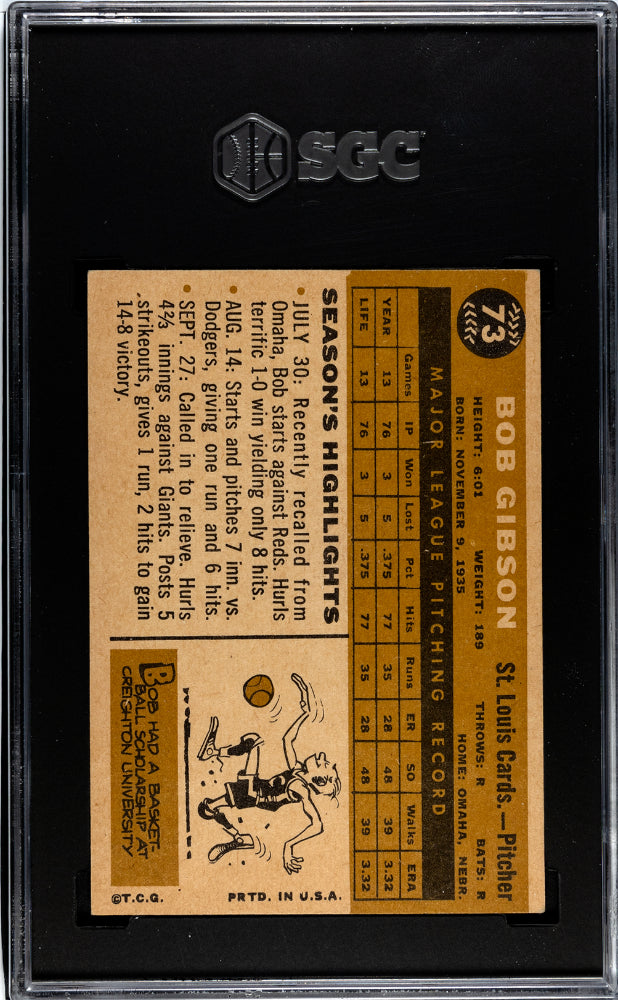 SGC
73
BOB GIBSON
St. Louis Cards.—Pitcher
HEIGHT: 6:01 WEIGHT: 189 THROWS: R BATS: R
BORN: NOVEMBER 9, 1935 HOME: OMAHA, NEBR.
MAJOR LEAGUE PITCHING RECORD
Games IP Won Lost Pct Hits Runs ER SO Walks ERA
YEAR 13 76 3 5 .375 77 35 28 48 39 3.32
LIFE 13 76 3 5 .375 77 35 28 48 39 3.32
SEASON'S HIGHLIGHTS
• JULY 30: Recently recalled from
Omaha, Bob starts against Reds. Hurls
terrific 1-0 win yielding only 8 hits.
• AUG. 14: Starts and pitches 7 inn. vs.
Dodgers, giving one run and 6 hits.
• SEPT. 27: Called in to relieve. Hurls
4⅔ innings against Giants. Posts 5
strikeouts, gives 1 run, 2 hits to gain
14-8 victory.
BOB HAD A BASKET-
BALL SCHOLARSHIP AT
CREIGHTON UNIVERSITY
©T.C.G. PRTD. IN U.S.A.